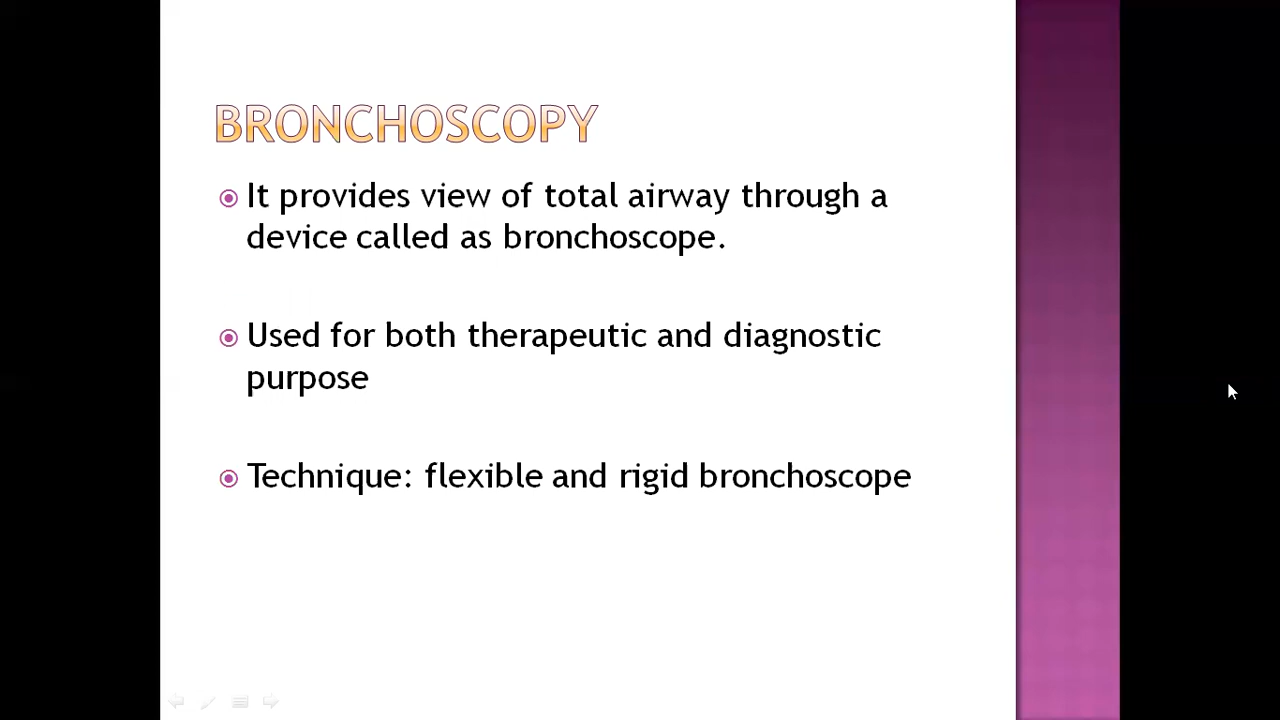 BRONCHOSCOPY
It provides view of total airway through a
device called as bronchoscope.
Used for both therapeutic and diagnostic
purpose
Technique: flexible and rigid bronchoscope